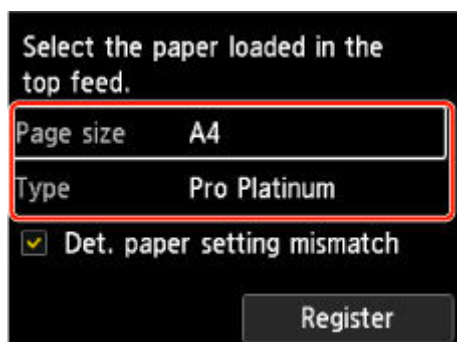 Select the paper loaded in the
top feed.
Page size A4
Type Pro Platinum
Det. paper setting mismatch
Register